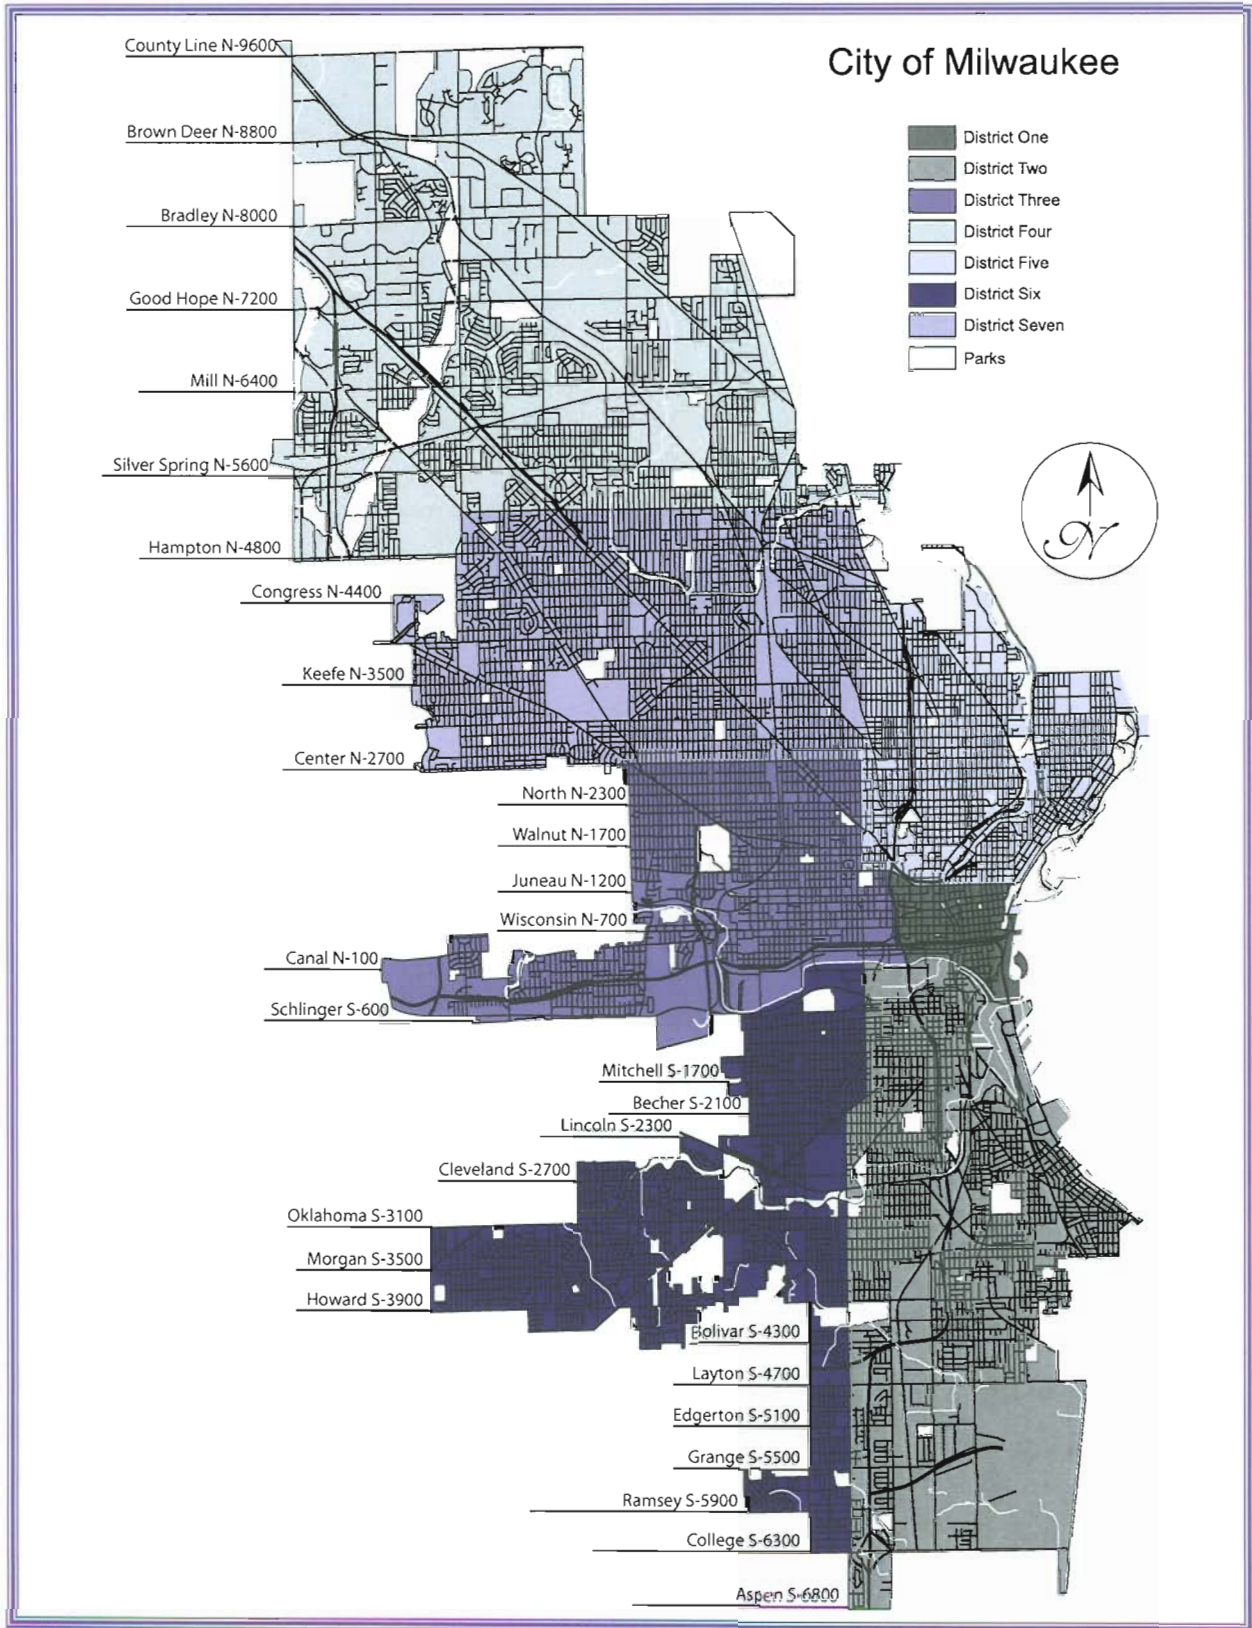 City of Milwaukee
District One
District Two
District Three
District Four
District Five
District Six
District Seven
Parks
N
County Line N-9600
Brown Deer N-8800
Bradley N-8000
Good Hope N-7200
Mill N-6400
Silver Spring N-5600
Hampton N-4800
Congress N-4400
Keefe N-3500
Center N-2700
North N-2300
Walnut N-1700
Juneau N-1200
Wisconsin N-700
Canal N-100
Schlinger S-600
Mitchell S-1700
Becher S-2100
Lincoln S-2300
Cleveland S-2700
Oklahoma S-3100
Morgan S-3500
Howard S-3900
Bolivar S-4300
Layton S-4700
Edgerton S-5100
Grange S-5500
Ramsey S-5900
College S-6300
Aspen S-6800